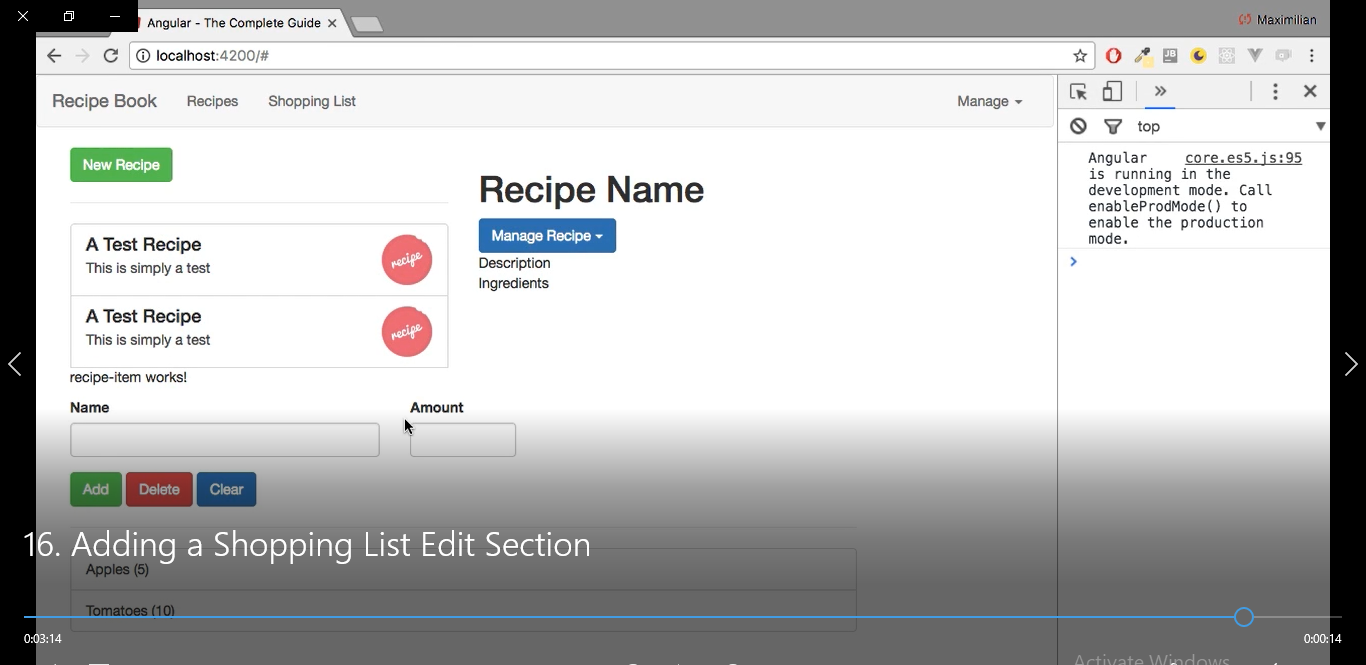 Angular - The Complete Guide
Maximilian
localhost:4200/#
Recipe Book Recipes Shopping List Manage
top
Angular core.es5.js:95
is running in the
development mode. Call
enableProdMode() to
enable the production
mode.
New Recipe
Recipe Name
Manage Recipe
Description
Ingredients
A Test Recipe
This is simply a test
recipe
A Test Recipe
This is simply a test
recipe
recipe-item works!
Name Amount
Add Delete Clear
16. Adding a Shopping List Edit Section
Apples (5)
Tomatoes (10)
0:03:14 0:00:14
Activate Windows